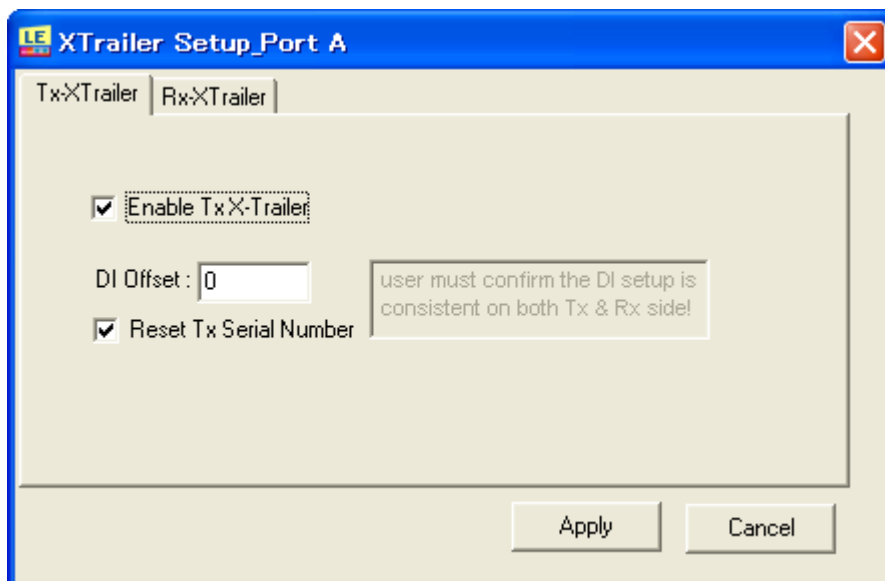 LE XTrailer Setup_Port A
Tx-XTrailer Rx-XTrailer
Enable Tx X-Trailer
DI Offset : 0
user must confirm the DI setup is
consistent on both Tx & Rx side!
Reset Tx Serial Number
Apply Cancel